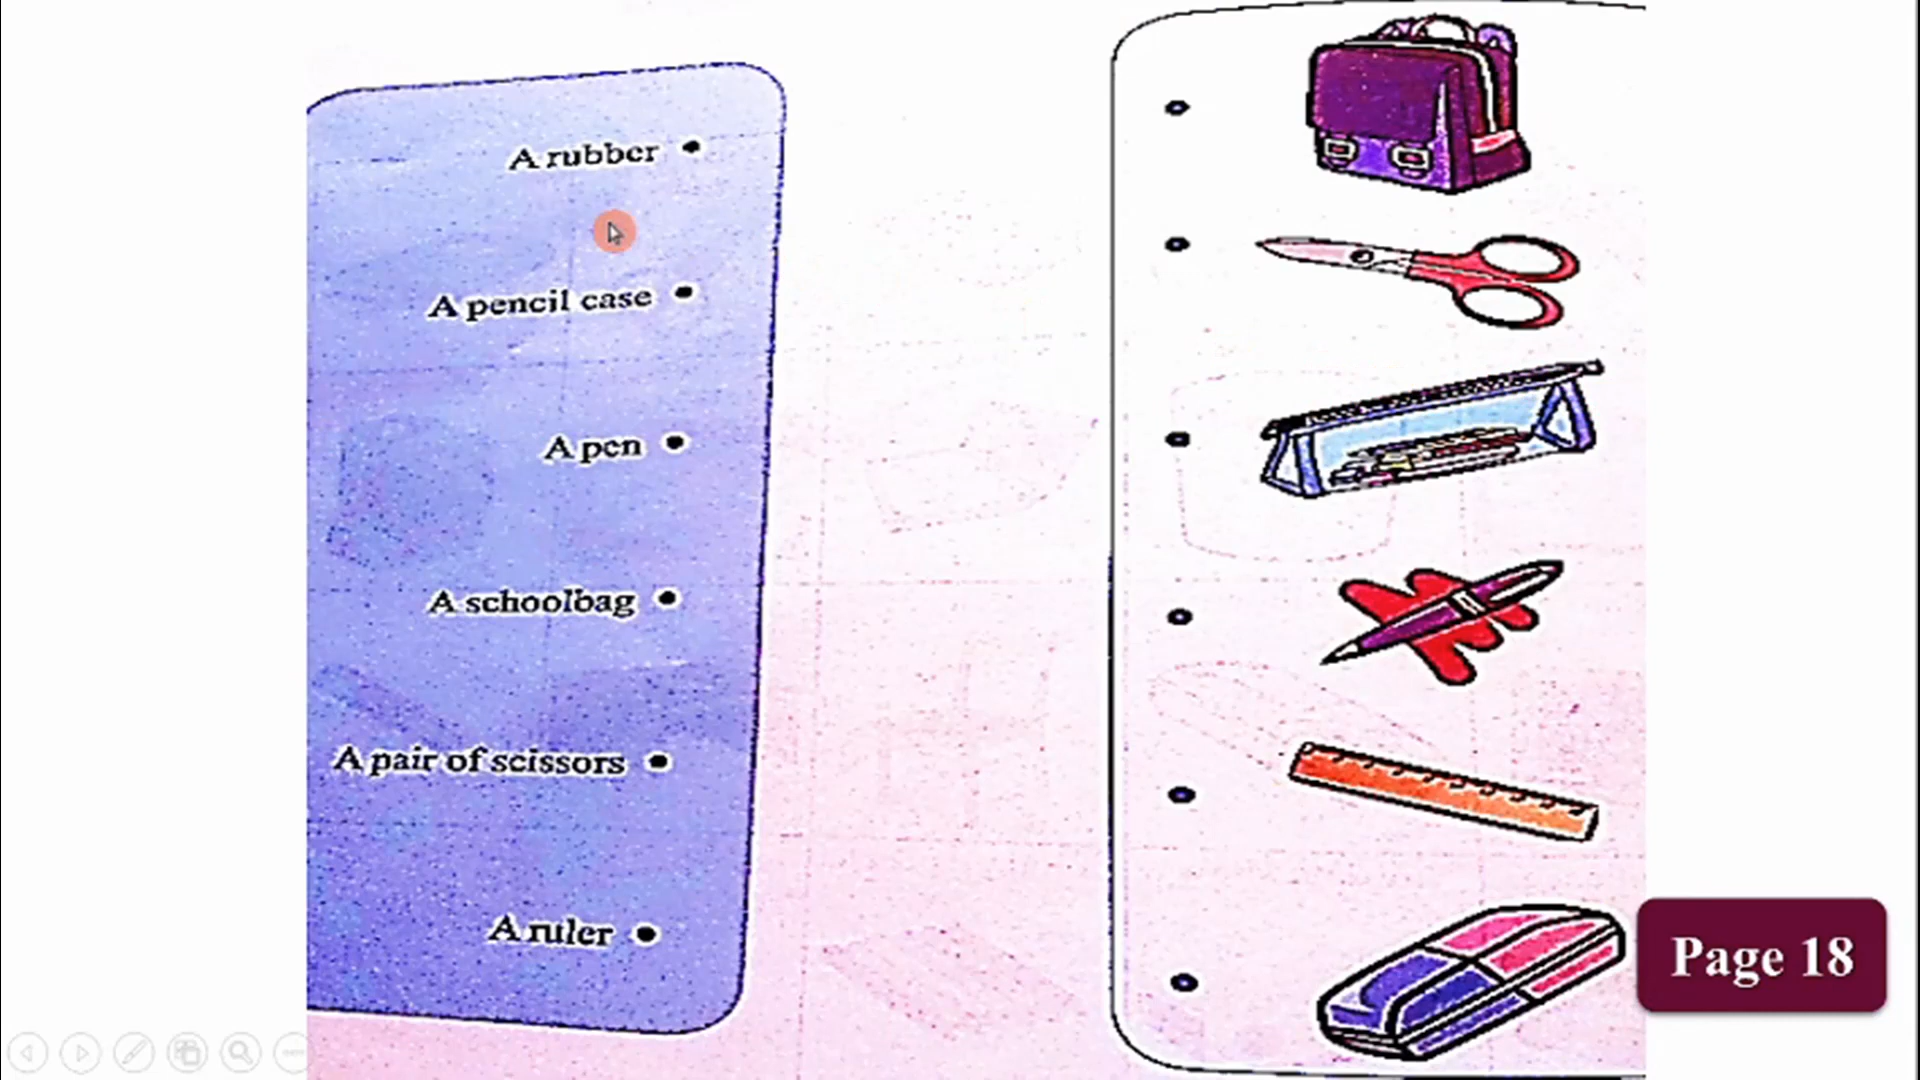 A rubber
A pencil case
A pen
A schoolbag
A pair of scissors
A ruler
Page 18